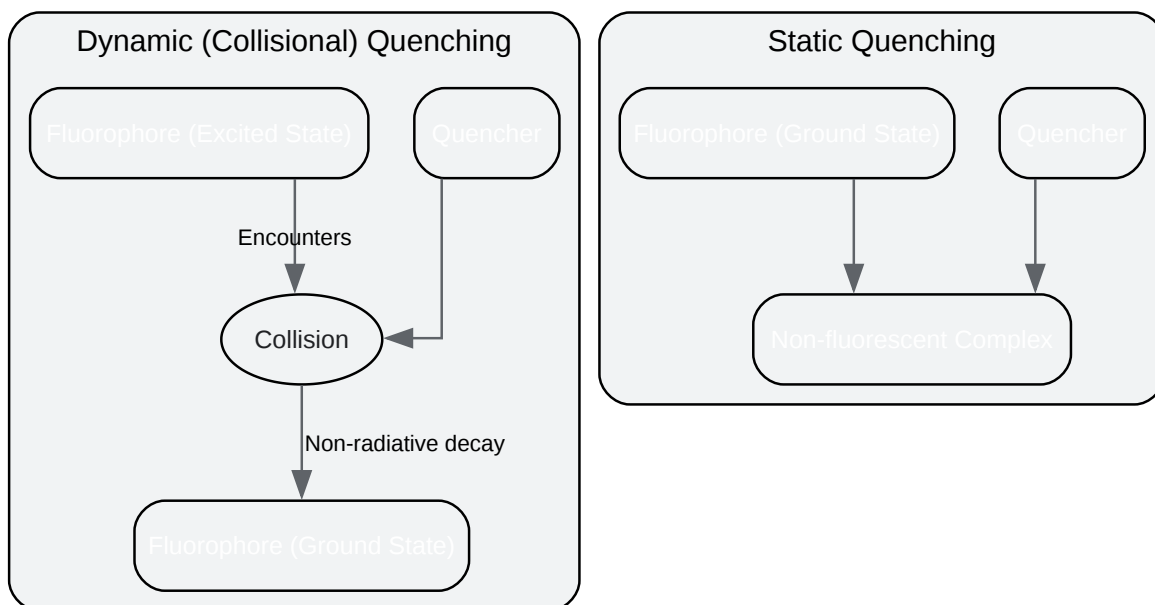 Dynamic (Collisional) Quenching
Fluorophore (Excited State)
Quencher
Encounters
Collision
Non-radiative decay
Fluorophore (Ground State)
Static Quenching
Fluorophore (Ground State)
Quencher
Non-fluorescent Complex